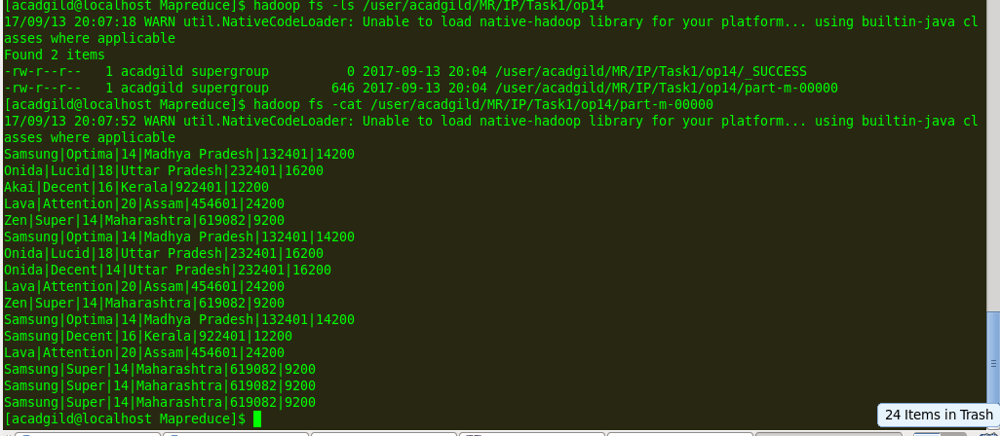 [acadgild@localhost Mapreduce]$ hadoop fs -ls /user/acadgild/MR/IP/Task1/op14
17/09/13 20:07:18 WARN util.NativeCodeLoader: Unable to load native-hadoop library for your platform... using builtin-java cl
asses where applicable
Found 2 items
-rw-r--r--   1 acadgild supergroup          0 2017-09-13 20:04 /user/acadgild/MR/IP/Task1/op14/_SUCCESS
-rw-r--r--   1 acadgild supergroup        646 2017-09-13 20:04 /user/acadgild/MR/IP/Task1/op14/part-m-00000
[acadgild@localhost Mapreduce]$ hadoop fs -cat /user/acadgild/MR/IP/Task1/op14/part-m-00000
17/09/13 20:07:52 WARN util.NativeCodeLoader: Unable to load native-hadoop library for your platform... using builtin-java cl
asses where applicable
Samsung|Optima|14|Madhya Pradesh|132401|14200
Onida|Lucid|18|Uttar Pradesh|232401|16200
Akai|Decent|16|Kerala|922401|12200
Lava|Attention|20|Assam|454601|24200
Zen|Super|14|Maharashtra|619082|9200
Samsung|Optima|14|Madhya Pradesh|132401|14200
Onida|Lucid|18|Uttar Pradesh|232401|16200
Onida|Decent|14|Uttar Pradesh|232401|16200
Lava|Attention|20|Assam|454601|24200
Zen|Super|14|Maharashtra|619082|9200
Samsung|Optima|14|Madhya Pradesh|132401|14200
Samsung|Decent|16|Kerala|922401|12200
Lava|Attention|20|Assam|454601|24200
Samsung|Super|14|Maharashtra|619082|9200
Samsung|Super|14|Maharashtra|619082|9200
Samsung|Super|14|Maharashtra|619082|9200
[acadgild@localhost Mapreduce]$
24 Items in Trash